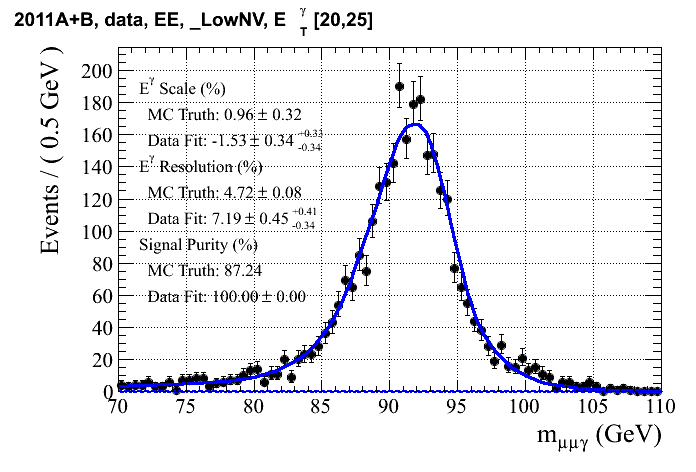 2011A+B, data, EE, _LowNV, E γ T [20,25]
Events / ( 0.5 GeV )
200
180
160
140
120
100
80
60
40
20
0
E^γ Scale (%)
MC Truth: 0.96 ± 0.32
Data Fit: -1.53 ± 0.34 +0.33 -0.34
E^γ Resolution (%)
MC Truth: 4.72 ± 0.08
Data Fit: 7.19 ± 0.45 +0.41 -0.34
Signal Purity (%)
MC Truth: 87.24
Data Fit: 100.00 ± 0.00
70 75 80 85 90 95 100 105 110
m_μμγ (GeV)